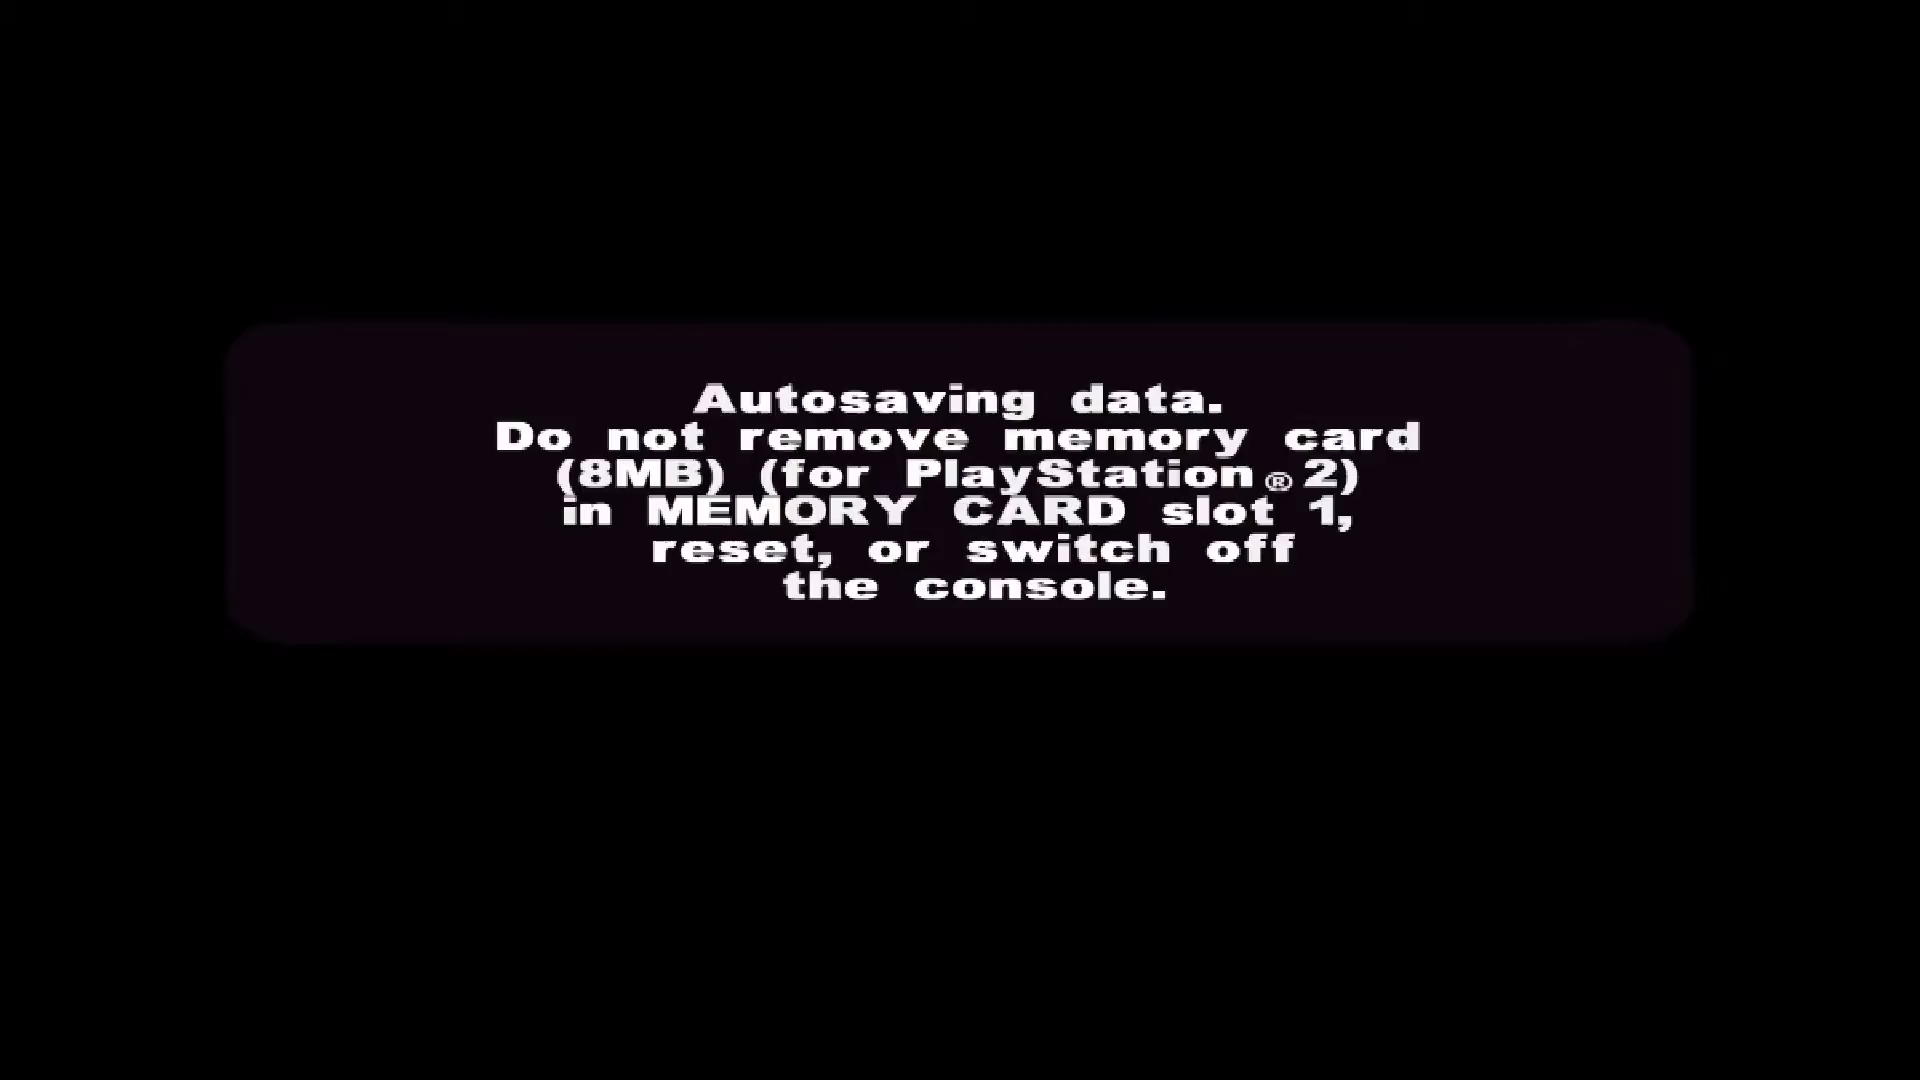 Autosaving data.
Do not remove memory card
(8MB) (for PlayStation®2)
in MEMORY CARD slot 1,
reset, or switch off
the console.